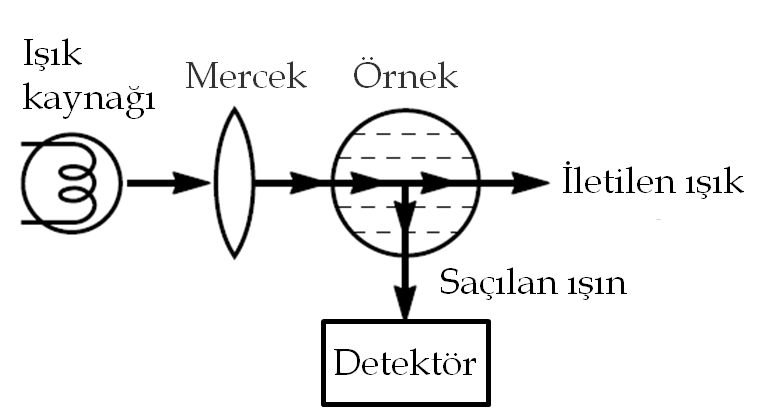 Işık
kaynağı
Mercek
Örnek
İletilen ışık
Saçılan ışın
Detektör